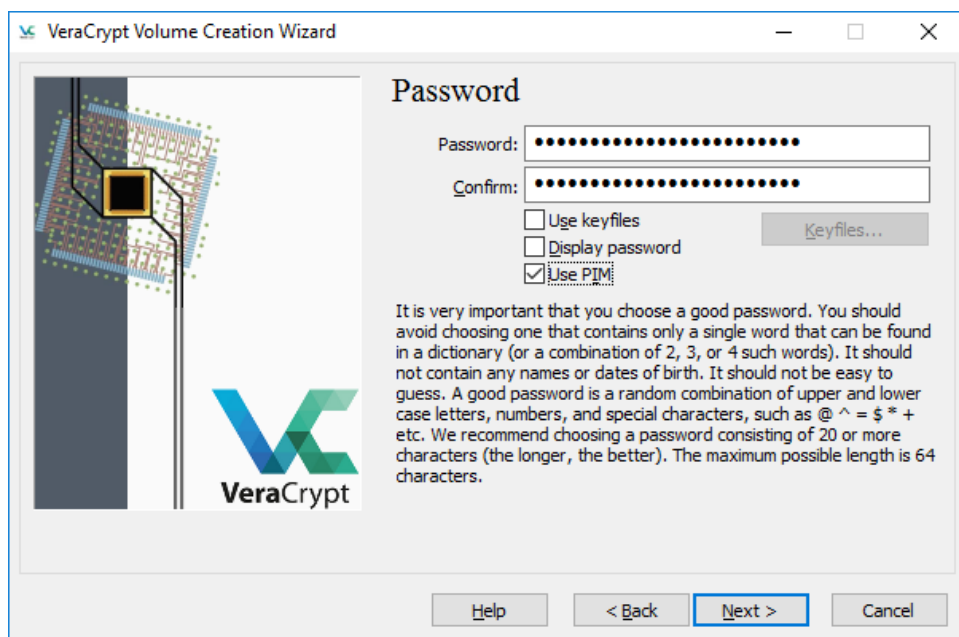 VeraCrypt Volume Creation Wizard
Password
Password: ••••••••••••••••••••••••
Confirm: ••••••••••••••••••••••••
Use keyfiles
Keyfiles...
Display password
Use PIM
It is very important that you choose a good password. You should
avoid choosing one that contains only a single word that can be found
in a dictionary (or a combination of 2, 3, or 4 such words). It should
not contain any names or dates of birth. It should not be easy to
guess. A good password is a random combination of upper and lower
case letters, numbers, and special characters, such as @ ^ = $ * +
etc. We recommend choosing a password consisting of 20 or more
characters (the longer, the better). The maximum possible length is 64
characters.
VeraCrypt
Help
< Back
Next >
Cancel